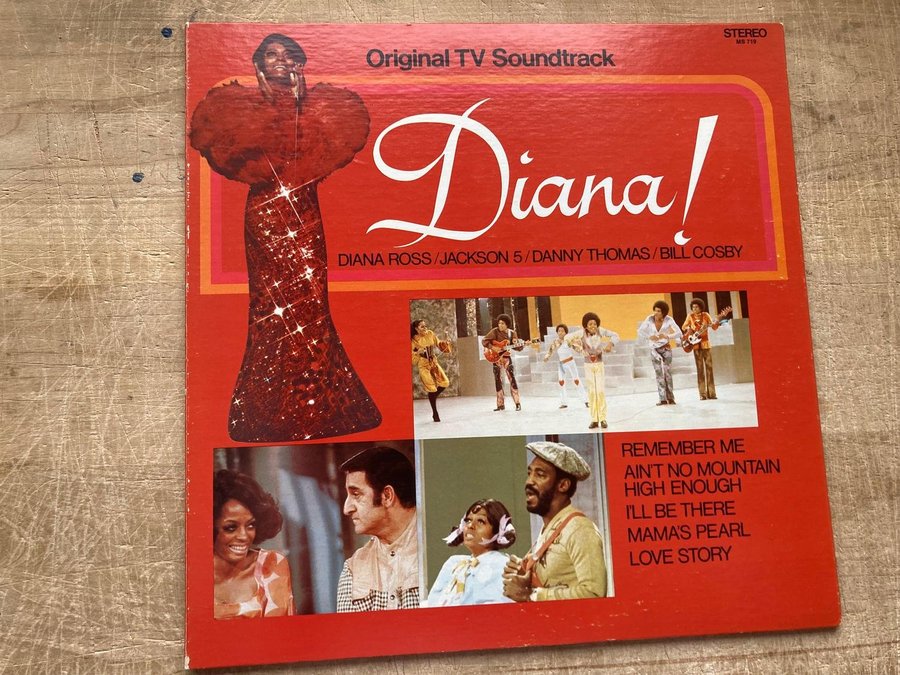 STEREO
MS 719
Original TV Soundtrack
Diana!
DIANA ROSS/JACKSON 5/DANNY THOMAS/BILL COSBY
REMEMBER ME
AIN'T NO MOUNTAIN
HIGH ENOUGH
I'LL BE THERE
MAMA'S PEARL
LOVE STORY